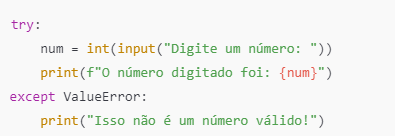 try:
    num = int(input("Digite um número: "))
    print(f"O número digitado foi: {num}")
except ValueError:
    print("Isso não é um número válido!")